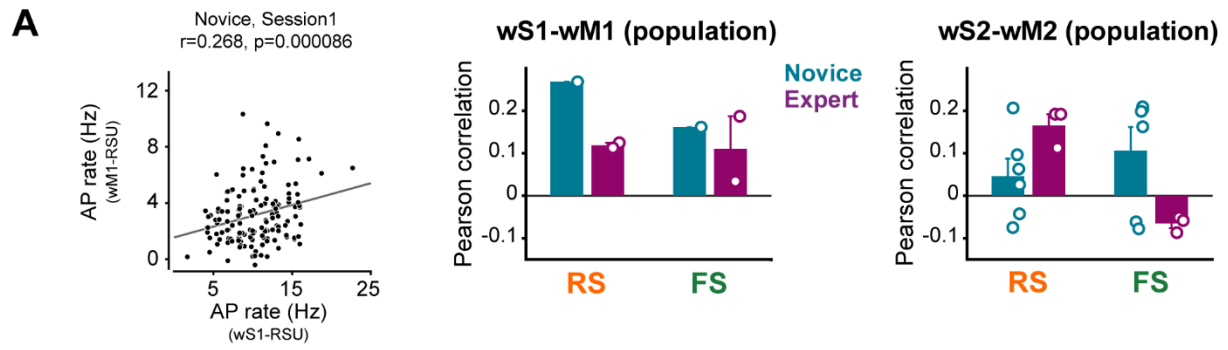 A
Novice, Session1
r=0.268, p=0.000086
AP rate (Hz)
(wM1-RSU)
12
8
4
0
5
15
25
AP rate (Hz)
(wS1-RSU)
wS1-wM1 (population)
Pearson correlation
0.2
0.1
0
-0.1
RS
FS
Novice
Expert
wS2-wM2 (population)
Pearson correlation
0.2
0.1
0
-0.1
RS
FS